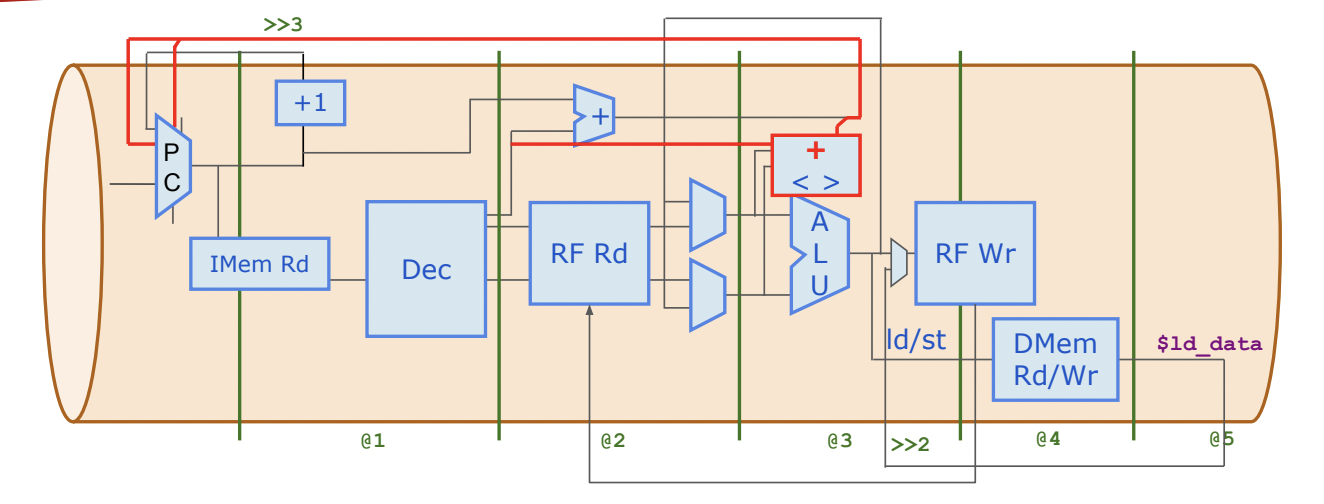 >>3
+1
+
P
C
+
< >
A
L
U
IMem Rd
Dec
RF Rd
RF Wr
ld/st
DMem
Rd/Wr
$ld_data
@1
@2
@3
>>2
@4
@5